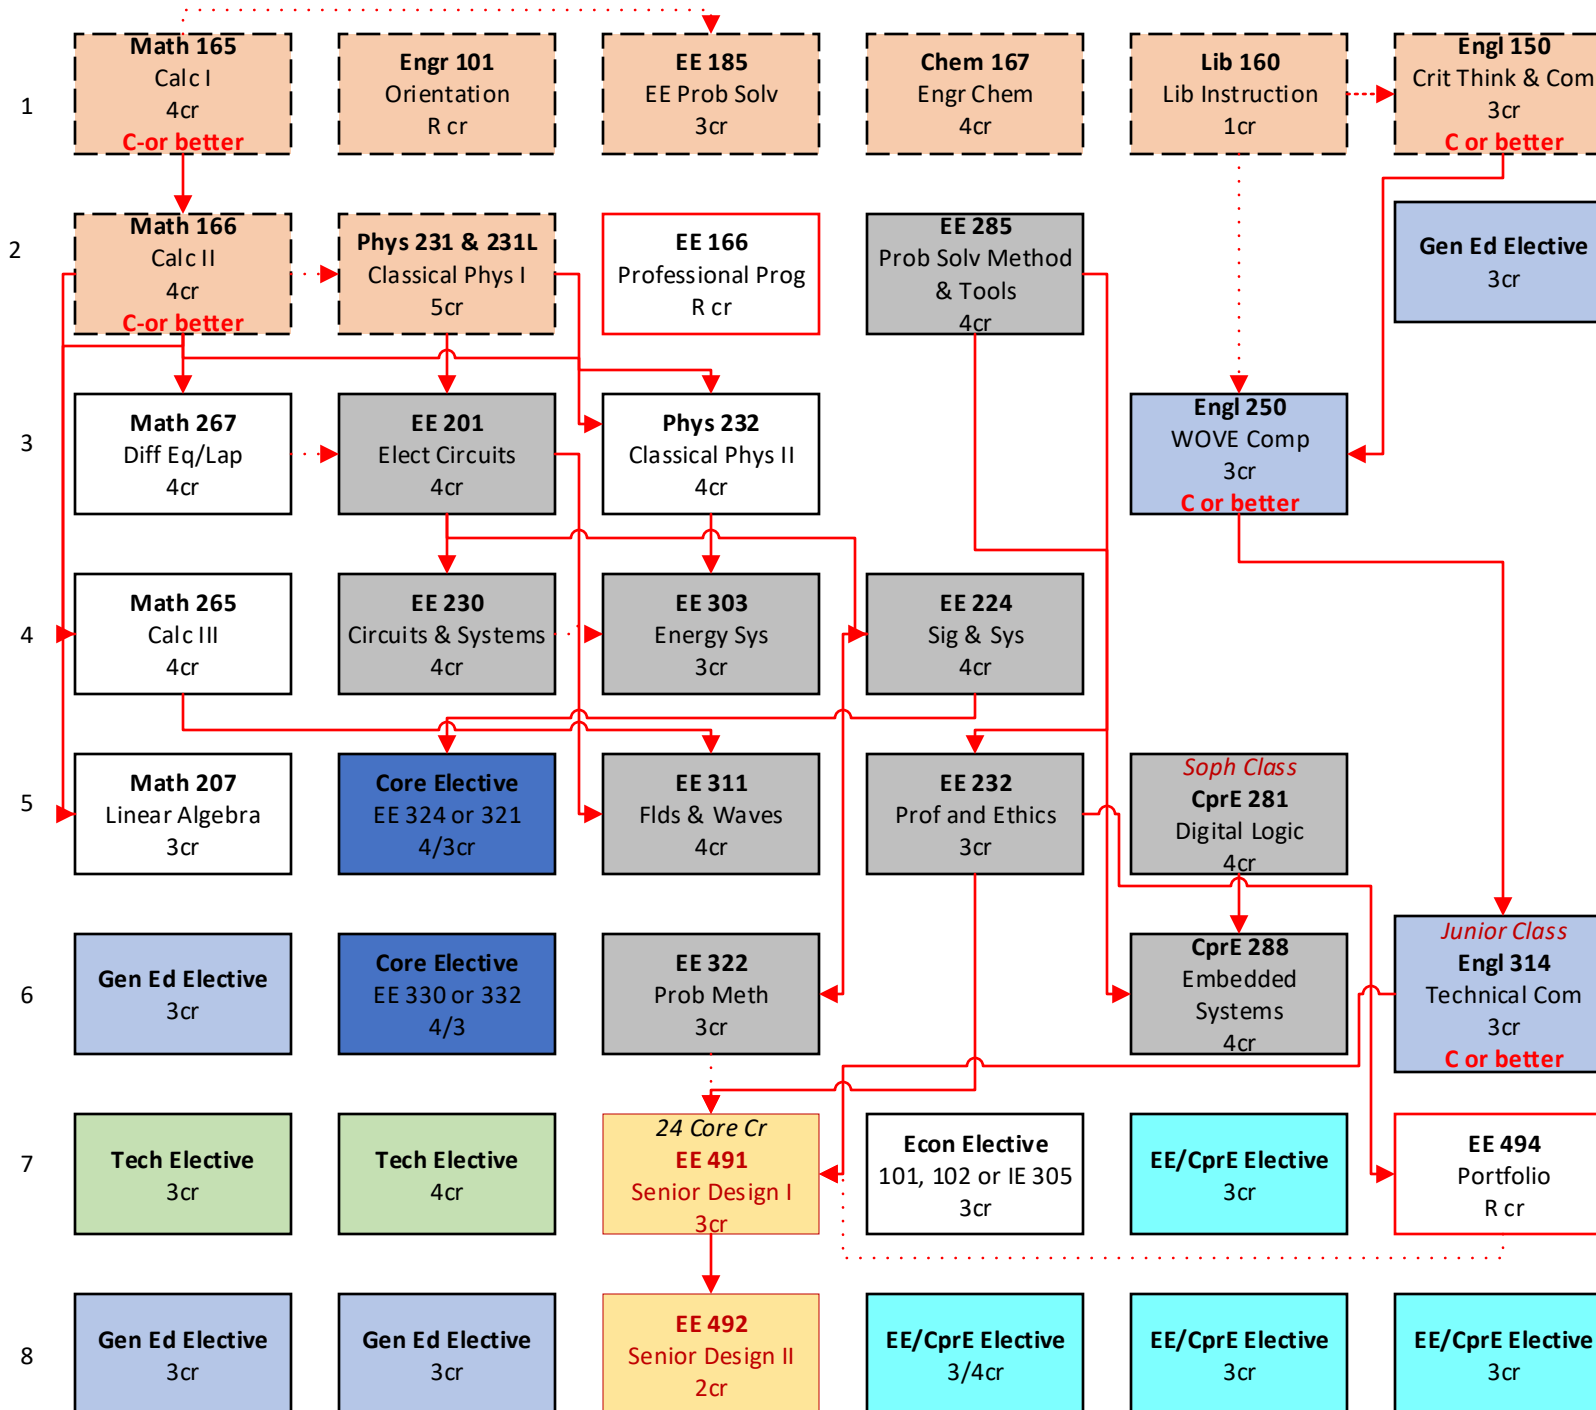 1
Math 165
Calc I
4cr
C-or better
Engr 101
Orientation
R cr
EE 185
EE Prob Solv
3cr
Chem 167
Engr Chem
4cr
Lib 160
Lib Instruction
1cr
Engl 150
Crit Think & Com
3cr
C or better
2
Math 166
Calc II
4cr
C-or better
Phys 231 & 231L
Classical Phys I
5cr
EE 166
Professional Prog
R cr
EE 285
Prob Solv Method
& Tools
4cr
Gen Ed Elective
3cr
3
Math 267
Diff Eq/Lap
4cr
EE 201
Elect Circuits
4cr
Phys 232
Classical Phys II
4cr
Engl 250
WOVE Comp
3cr
C or better
4
Math 265
Calc III
4cr
EE 230
Circuits & Systems
4cr
EE 303
Energy Sys
3cr
EE 224
Sig & Sys
4cr
5
Math 207
Linear Algebra
3cr
Core Elective
EE 324 or 321
4/3cr
EE 311
Flds & Waves
4cr
EE 232
Prof and Ethics
3cr
Soph Class
CprE 281
Digital Logic
4cr
6
Gen Ed Elective
3cr
Core Elective
EE 330 or 332
4/3
EE 322
Prob Meth
3cr
CprE 288
Embedded
Systems
4cr
Junior Class
Engl 314
Technical Com
3cr
C or better
7
Tech Elective
3cr
Tech Elective
4cr
24 Core Cr
EE 491
Senior Design I
3cr
Econ Elective
101, 102 or IE 305
3cr
EE/CprE Elective
3cr
EE 494
Portfolio
R cr
8
Gen Ed Elective
3cr
Gen Ed Elective
3cr
EE 492
Senior Design II
2cr
EE/CprE Elective
3/4cr
EE/CprE Elective
3cr
EE/CprE Elective
3cr